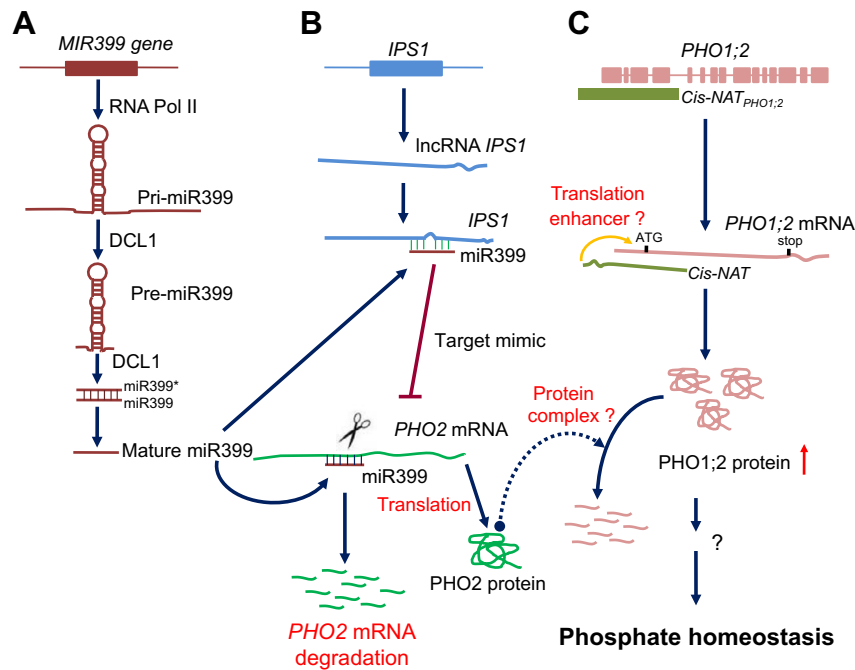 A
MIR399 gene
RNA Pol II
Pri-miR399
DCL1
Pre-miR399
DCL1
miR399*
miR399
Mature miR399
B
IPS1
lncRNA IPS1
IPS1
miR399
Target mimic
PHO2 mRNA
miR399
Translation
PHO2 protein
PHO2 mRNA
degradation
C
PHO1;2
Cis-NATPHO1;2
Translation
enhancer ?
PHO1;2 mRNA
ATG
stop
Cis-NAT
Protein
complex ?
PHO1;2 protein
?
Phosphate homeostasis